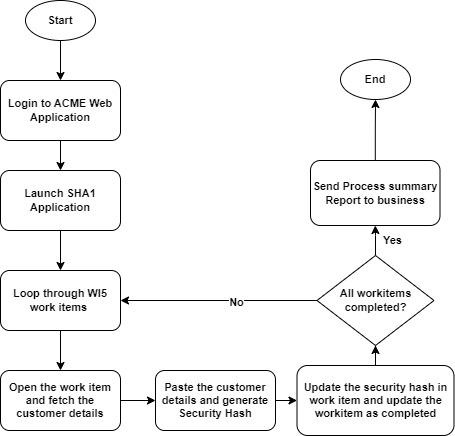 Start
Login to ACME Web
Application
Launch SHA1
Application
Loop through WI5
work items
Open the work item
and fetch the
customer details
Paste the customer
details and generate
Security Hash
Update the security hash in
work item and update the
workitem as completed
All workitems
completed?
No
Yes
Send Process summary
Report to business
End